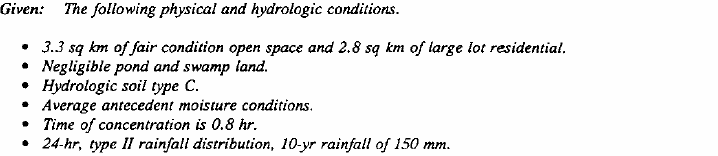 Given: The following physical and hydrologic conditions.
• 3.3 sq km of fair condition open space and 2.8 sq km of large lot residential.
• Negligible pond and swamp land.
• Hydrologic soil type C.
• Average antecedent moisture conditions.
• Time of concentration is 0.8 hr.
• 24-hr, type II rainfall distribution, 10-yr rainfall of 150 mm.